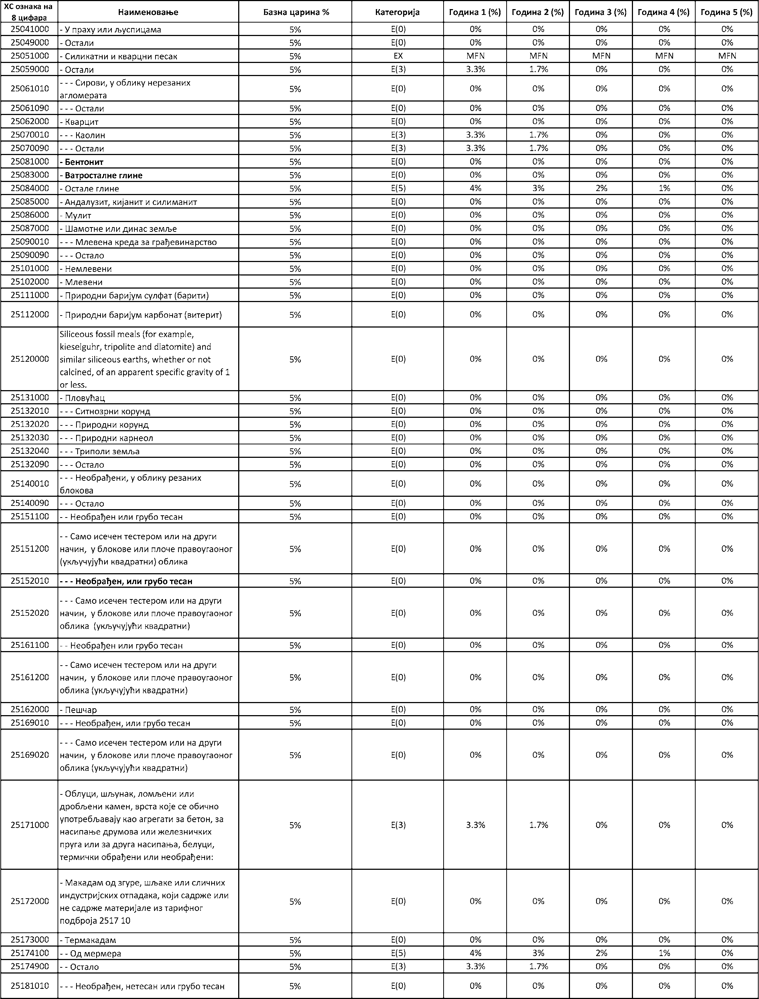 ХС ознака на 8 цифара Наименовање Базна царина % Категорија Година 1 (%) Година 2 (%) Година 3 (%) Година 4 (%) Година 5 (%)
25041000 - У праху или љуспицама 5% E(0) 0% 0% 0% 0% 0%
25049000 - Остали 5% E(0) 0% 0% 0% 0% 0%
25051000 - Силикатни и кварцни песак 5% EX MFN MFN MFN MFN MFN
25059000 - Остали 5% E(3) 3.3% 1.7% 0% 0% 0%
25061010 - - - Сирови, у облику нерезаних
агломерата 5% E(0) 0% 0% 0% 0% 0%
25061090 - - - Остали 5% E(0) 0% 0% 0% 0% 0%
25062000 - Кварцит 5% E(0) 0% 0% 0% 0% 0%
25070010 - - - Каолин 5% E(3) 3.3% 1.7% 0% 0% 0%
25070090 - - - Остали 5% E(3) 3.3% 1.7% 0% 0% 0%
25081000 - Бентонит 5% E(0) 0% 0% 0% 0% 0%
25083000 - Ватросталне глине 5% E(0) 0% 0% 0% 0% 0%
25084000 - Остале глине 5% E(5) 4% 3% 2% 1% 0%
25085000 - Андалузит, кијанит и силиманит 5% E(0) 0% 0% 0% 0% 0%
25086000 - Мулит 5% E(0) 0% 0% 0% 0% 0%
25087000 - Шамотне или динас земље 5% E(0) 0% 0% 0% 0% 0%
25090010 - - - Млевена креда за грађевинарство 5% E(0) 0% 0% 0% 0% 0%
25090090 - - - Остало 5% E(0) 0% 0% 0% 0% 0%
25101000 - Немлевени 5% E(0) 0% 0% 0% 0% 0%
25102000 - Млевени 5% E(0) 0% 0% 0% 0% 0%
25111000 - Природни баријум сулфат (барити) 5% E(0) 0% 0% 0% 0% 0%
25112000 - Природни баријум карбонат (витерит) 5% E(0) 0% 0% 0% 0% 0%
Siliceous fossil meals (for example,
kieselguhr, tripolite and diatomite) and
25120000 similar siliceous earths, whether or not 5% E(0) 0% 0% 0% 0% 0%
calcined, of an apparent specific gravity of 1
or less.
25131000 - Пловућац 5% E(0) 0% 0% 0% 0% 0%
25132010 - - - Ситнозрни корунд 5% E(0) 0% 0% 0% 0% 0%
25132020 - - - Природни корунд 5% E(0) 0% 0% 0% 0% 0%
25132030 - - - Природни карнеол 5% E(0) 0% 0% 0% 0% 0%
25132040 - - - Триполи земља 5% E(0) 0% 0% 0% 0% 0%
25132090 - - - Остало 5% E(0) 0% 0% 0% 0% 0%
25140010 - - - Необрађени, у облику резаних
блокова 5% E(0) 0% 0% 0% 0% 0%
25140090 - - - Остало 5% E(0) 0% 0% 0% 0% 0%
25151100 - - Необрађен или грубо тесан 5% E(0) 0% 0% 0% 0% 0%
- - Само исечен тестером или на други
25151200 начин, у блокове или плоче правоугаоног 5% E(0) 0% 0% 0% 0% 0%
(укључујући квадратни) облика
25152010 - - - Необрађен, или грубо тесан 5% E(0) 0% 0% 0% 0% 0%
- - - Само исечен тестером или на други
25152020 начин, у блокове или плоче правоугаоног 5% E(0) 0% 0% 0% 0% 0%
облика (укључујући квадратни)
25161100 - - Необрађен или грубо тесан 5% E(0) 0% 0% 0% 0% 0%
- - Само исечен тестером или на други
25161200 начин, у блокове или плоче правоугаоног 5% E(0) 0% 0% 0% 0% 0%
облика (укључујући квадратни)
25162000 - Пешчар 5% E(0) 0% 0% 0% 0% 0%
25169010 - - - Необрађен, или грубо тесан 5% E(0) 0% 0% 0% 0% 0%
- - - Само исечен тестером или на други
25169020 начин, у блокове или плоче правоугаоног 5% E(0) 0% 0% 0% 0% 0%
облика (укључујући квадратни)
- Облуци, шљунак, ломљени или
дробљени камен, врста које се обично
25171000 употребљавају као агрегати за бетон, за 5% E(3) 3.3% 1.7% 0% 0% 0%
насипање друмова или железничких
пруга или за друга насипања, белуци,
термички обрађени или необрађени:
- Макадам од згуре, шљаке или сличних
25172000 индустријских отпадака, који садрже или 5% E(0) 0% 0% 0% 0% 0%
не садрже материјале из тарифног
подброја 2517 10
25173000 - Термакадам 5% E(0) 0% 0% 0% 0% 0%
25174100 - - Од мермера 5% E(5) 4% 3% 2% 1% 0%
25174900 - - Остало 5% E(3) 3.3% 1.7% 0% 0% 0%
25181010 - - - Необрађен, нетесан или грубо тесан 5% E(0) 0% 0% 0% 0% 0%